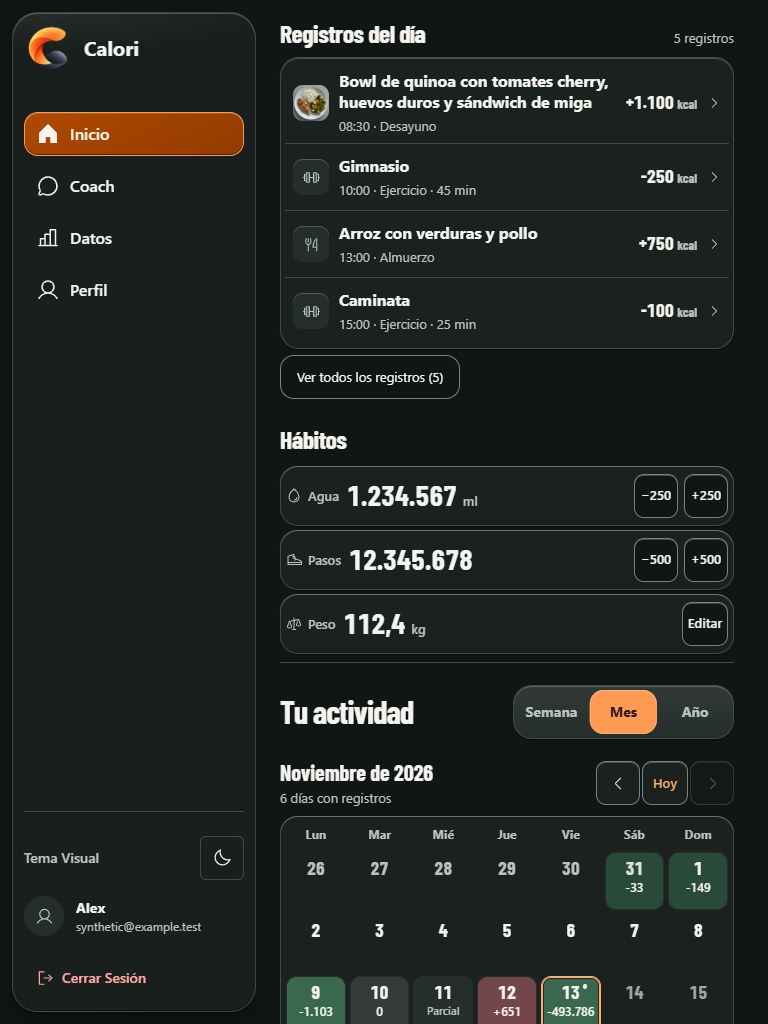 Calori
Inicio
Coach
Datos
Perfil
Tema Visual
Alex
synthetic@example.test
Cerrar Sesión
Registros del día
5 registros
Bowl de quinoa con tomates cherry,
huevos duros y sándwich de miga
+1.100 kcal
08:30 · Desayuno
Gimnasio
-250 kcal
10:00 · Ejercicio · 45 min
Arroz con verduras y pollo
+750 kcal
13:00 · Almuerzo
Caminata
-100 kcal
15:00 · Ejercicio · 25 min
Ver todos los registros (5)
Hábitos
Agua 1.234.567 ml −250 +250
Pasos 12.345.678 −500 +500
Peso 112,4 kg Editar
Tu actividad
Semana Mes Año
Noviembre de 2026
6 días con registros
Hoy
Lun Mar Mié Jue Vie Sáb Dom
26 27 28 29 30 31 1
-33 -149
2 3 4 5 6 7 8
9 10 11 12 13 14 15
-1.103 0 Parcial +651 -493.786